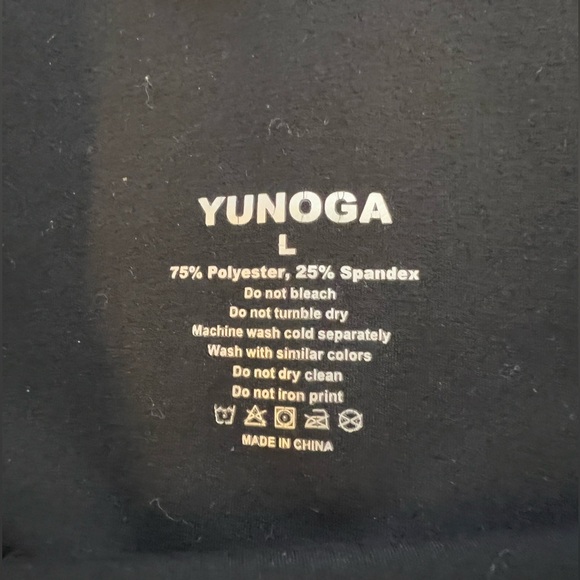 YUNOGA
L
75% Polyester, 25% Spandex
Do not bleach
Do not tumble dry
Machine wash cold separately
Wash with similar colors
Do not dry clean
Do not iron print
MADE IN CHINA